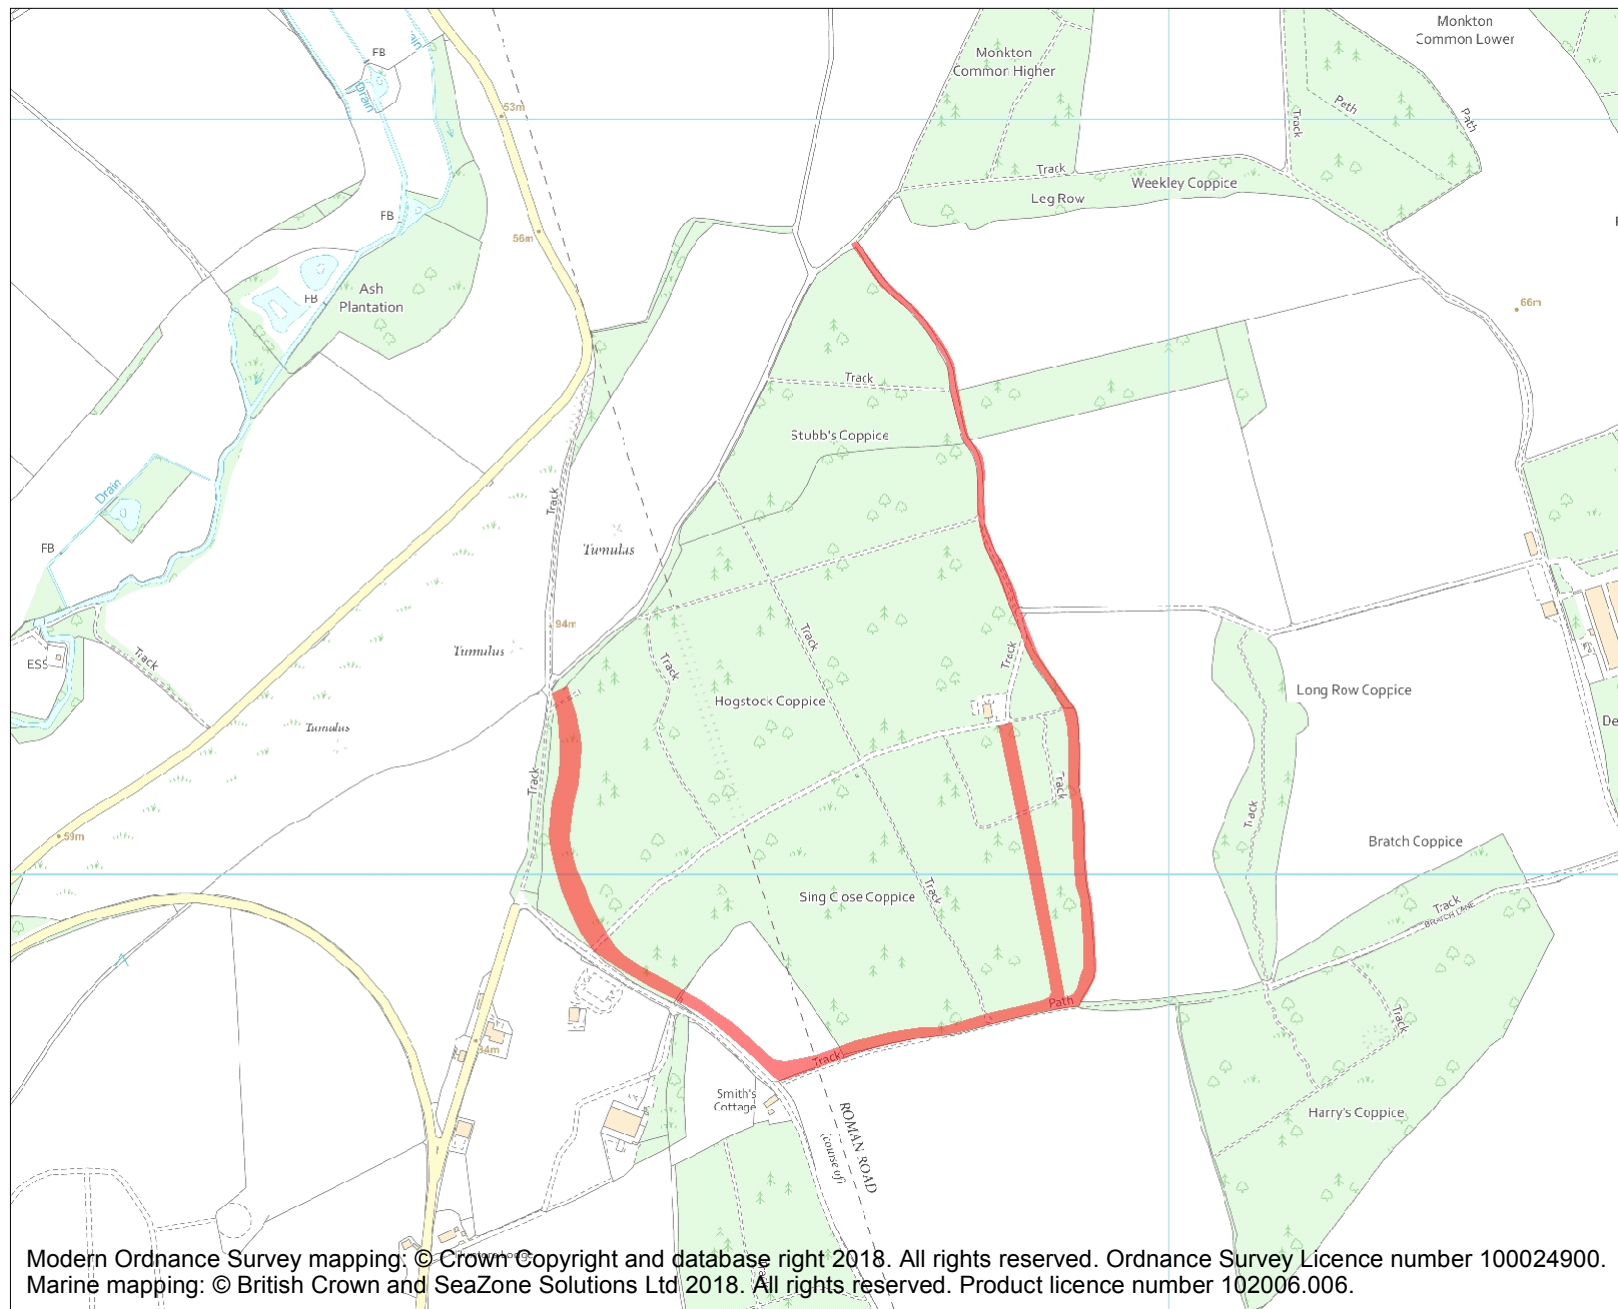 Monkton
Common Lower
Monkton
Common Higher
FB
Drain
53m
Path
Path
Track
Track
Weekley Coppice
Leg Row
FB
56m
Ash
Plantation
FB
66m
Track
Stubb's Coppice
Drain
Track
FB
Tumulus
94m
Tumulus
Track
Track
Track
ESS
Track
Long Row Coppice
Hogstock Coppice
Tumulus
Track
Track
Track
59m
Bratch Coppice
Sing Close Coppice
Track
Track
BRATCH LANE
Path
Track
Track
Smith's
Cottage
ROMAN ROAD
(course of)
Harry's Coppice
Modern Ordnance Survey mapping: © Crown Copyright and database right 2018. All rights reserved. Ordnance Survey Licence number 100024900.
Marine mapping: © British Crown and SeaZone Solutions Ltd 2018. All rights reserved. Product licence number 102006.006.